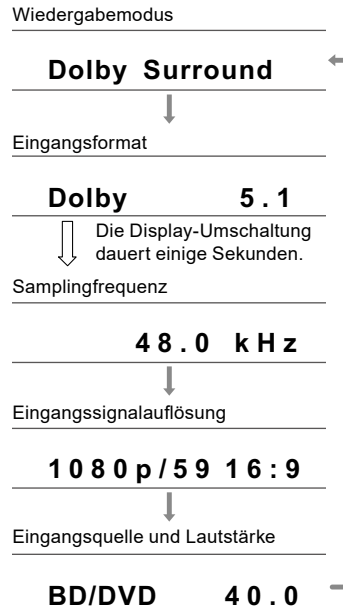 Wiedergabemodus
Dolby Surround
Eingangsformat
Dolby 5.1
Die Display-Umschaltung
dauert einige Sekunden.
Samplingfrequenz
48.0 kHz
Eingangssignalauflösung
1080p/59 16:9
Eingangsquelle und Lautstärke
BD/DVD 40.0